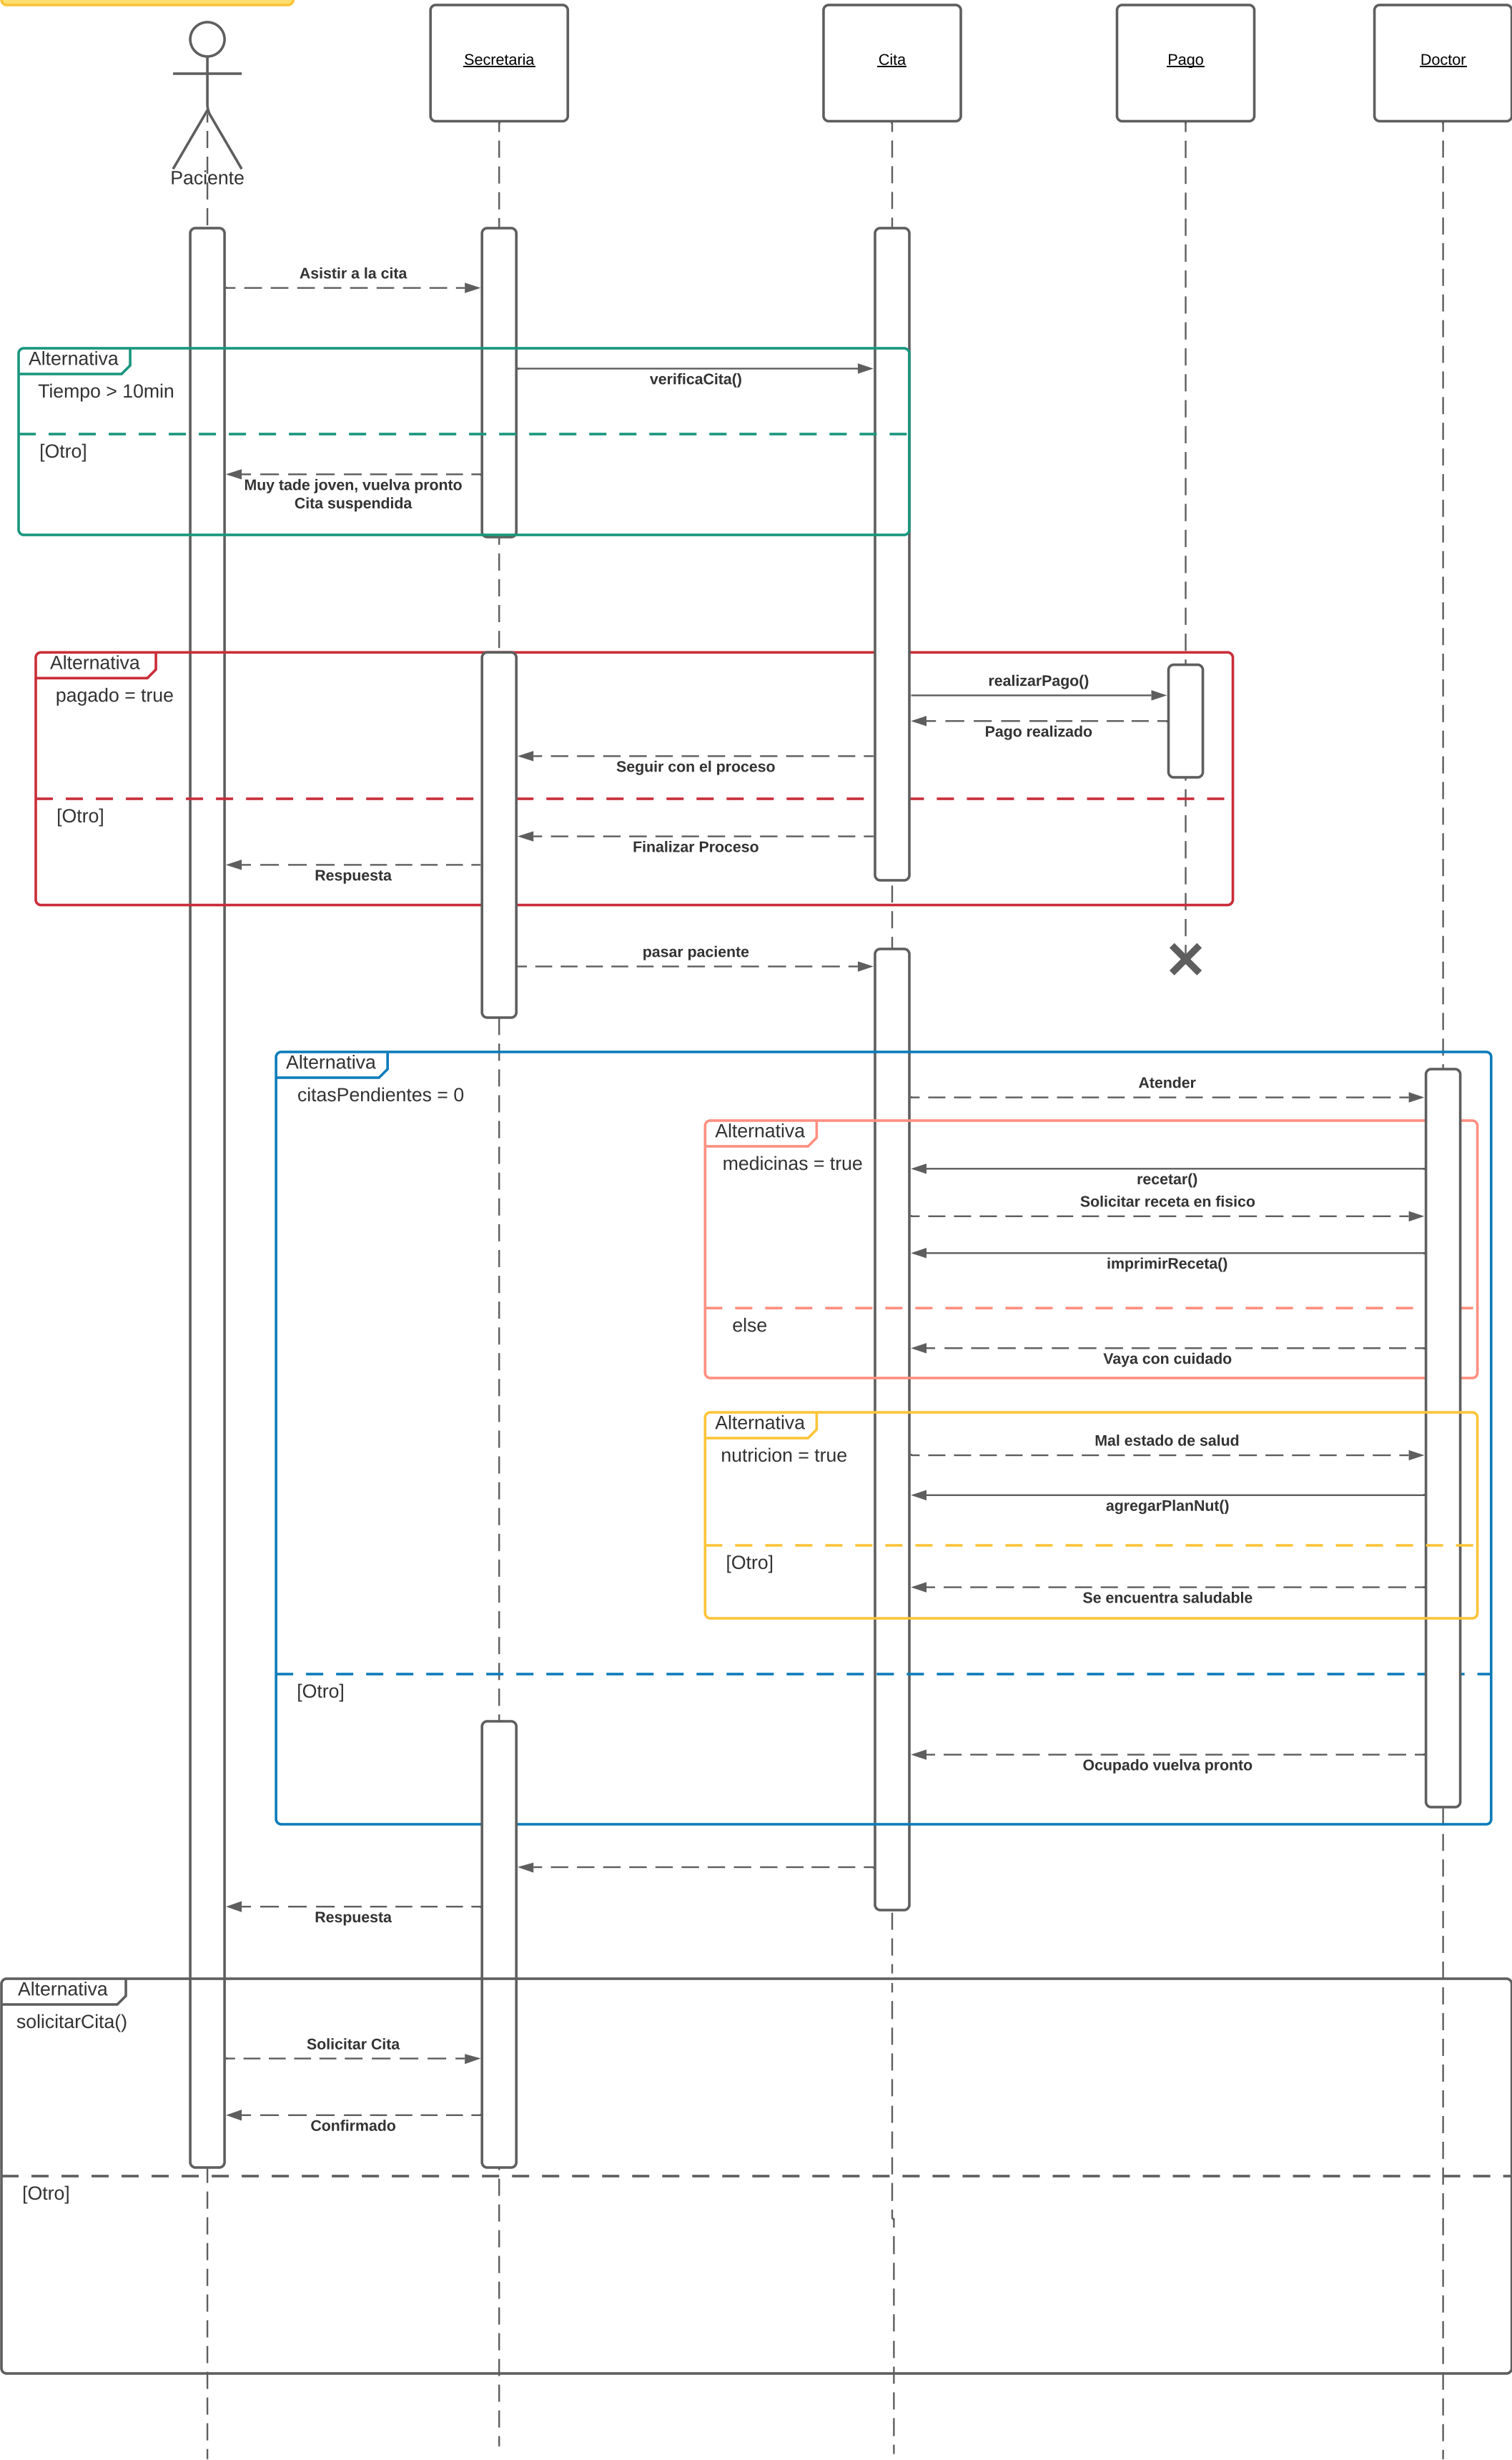 Secretaria
Cita
Pago
Doctor
Paciente
Asistir a la cita
Alternativa
verificaCita()
Tiempo > 10min
[Otro]
Muy tade joven, vuelva pronto
Cita suspendida
Alternativa
realizarPago()
pagado = true
Pago realizado
Seguir con el proceso
[Otro]
Finalizar Proceso
Respuesta
pasar paciente
Alternativa
Atender
citasPendientes = 0
Alternativa
medicinas = true
recetar()
Solicitar receta en fisico
imprimirReceta()
else
Vaya con cuidado
Alternativa
Mal estado de salud
nutricion = true
agregarPlanNut()
[Otro]
Se encuentra saludable
[Otro]
Ocupado vuelva pronto
Respuesta
Alternativa
solicitarCita()
Solicitar Cita
Confirmado
[Otro]